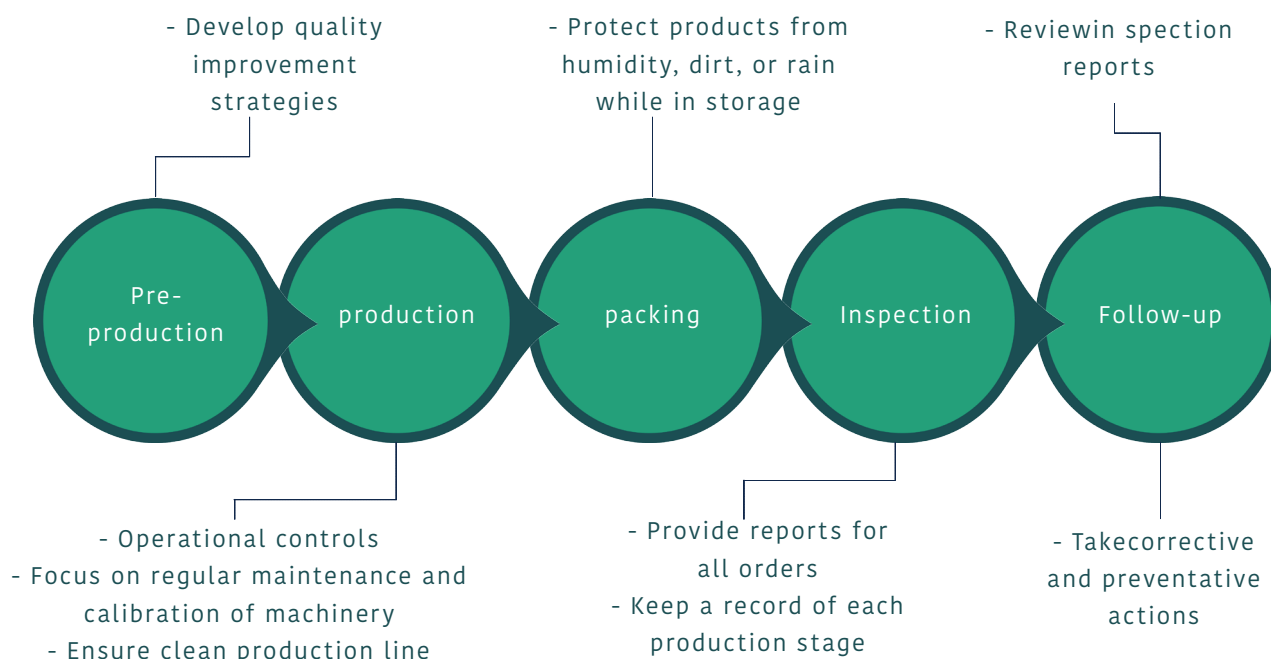 - Develop quality
improvement
strategies
- Protect products from
humidity, dirt, or rain
while in storage
- Reviewin spection
reports
Pre-
production
production
packing
Inspection
Follow-up
- Operational controls
- Focus on regular maintenance and
calibration of machinery
- Ensure clean production line
- Provide reports for
all orders
- Keep a record of each
production stage
- Takecorrective
and preventative
actions